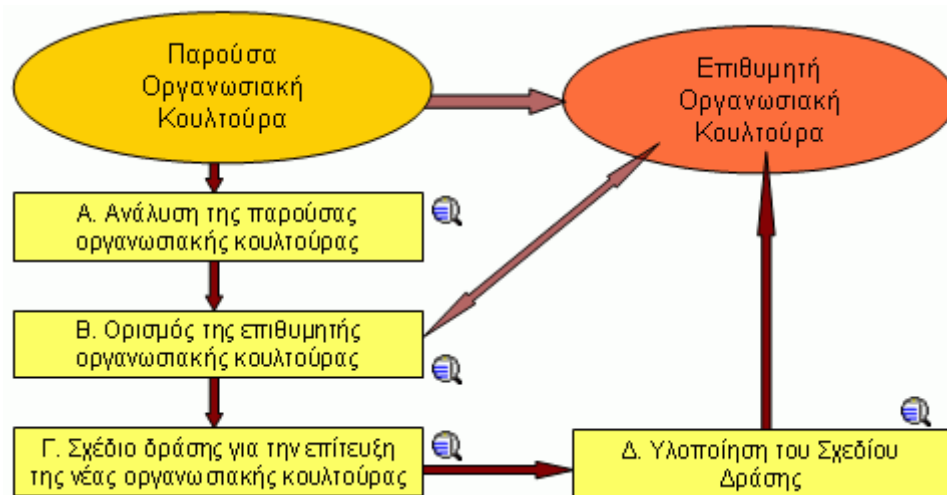 Παρούσα
Οργανωσιακή
Κουλτούρα
Επιθυμητή
Οργανωσιακή
Κουλτούρα
Α. Ανάλυση της παρούσας
οργανωσιακής κουλτούρας
Β. Ορισμός της επιθυμητής
οργανωσιακής κουλτούρας
Γ. Σχέδιο δράσης για την επίτευξη
της νέας οργανωσιακής κουλτούρας
Δ. Υλοποίηση του Σχεδίου
Δράσης